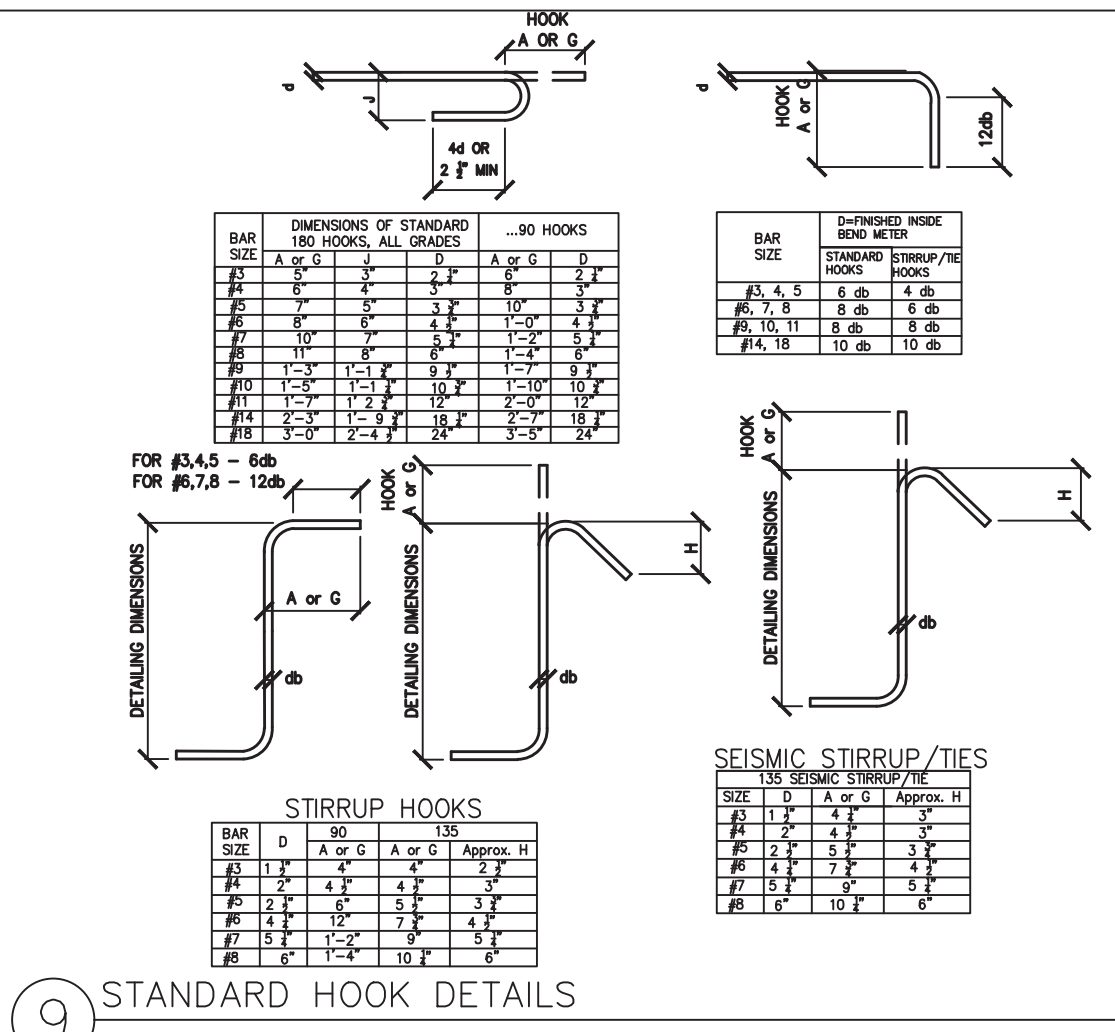 HOOK
A OR G
d
J
4d OR
2 ½" MIN
d
HOOK
A or G
12db
BAR SIZE DIMENSIONS OF STANDARD 180 HOOKS, ALL GRADES ...90 HOOKS
A or G J D A or G D
#3 5" 3" 2 ¼" 6" 2 ¼"
#4 6" 4" 3" 8" 3"
#5 7" 5" 3 ¾" 10" 3 ¾"
#6 8" 6" 4 ½" 1'-0" 4 ½"
#7 10" 7" 5 ¼" 1'-2" 5 ¼"
#8 11" 8" 6" 1'-4" 6"
#9 1'-3" 1'-1 ¾" 9 ½" 1'-7" 9 ½"
#10 1'-5" 1'-1 ¼" 10 ¾" 1'-10" 10 ¾"
#11 1'-7" 1' 2 ¾" 12" 2'-0" 12"
#14 2'-3" 1'- 9 ¾" 18 ¼" 2'-7" 18 ¼"
#18 3'-0" 2'-4 ½" 24" 3'-5" 24"
BAR SIZE D=FINISHED INSIDE BEND METER
STANDARD HOOKS STIRRUP/TIE HOOKS
#3, 4, 5 6 db 4 db
#6, 7, 8 8 db 6 db
#9, 10, 11 8 db 8 db
#14, 18 10 db 10 db
FOR #3,4,5 - 6db
FOR #6,7,8 - 12db
DETAILING DIMENSIONS
A or G
db
HOOK
A or G
DETAILING DIMENSIONS
H
db
HOOK
A or G
DETAILING DIMENSIONS
H
db
STIRRUP HOOKS
BAR SIZE D 90 135
A or G A or G Approx. H
#3 1 ½" 4" 4" 2 ½"
#4 2" 4 ½" 4 ½" 3"
#5 2 ½" 6" 5 ½" 3 ¾"
#6 4 ¼" 12" 7 ¾" 4 ½"
#7 5 ¼" 1'-2" 9" 5 ¼"
#8 6" 1'-4" 10 ¼" 6"
SEISMIC STIRRUP/TIES
135 SEISMIC STIRRUP/TIE
SIZE D A or G Approx. H
#3 1 ½" 4 ¼" 3"
#4 2" 4 ½" 3"
#5 2 ½" 5 ½" 3 ¾"
#6 4 ¼" 7 ¾" 4 ½"
#7 5 ¼" 9" 5 ¼"
#8 6" 10 ¼" 6"
9 STANDARD HOOK DETAILS